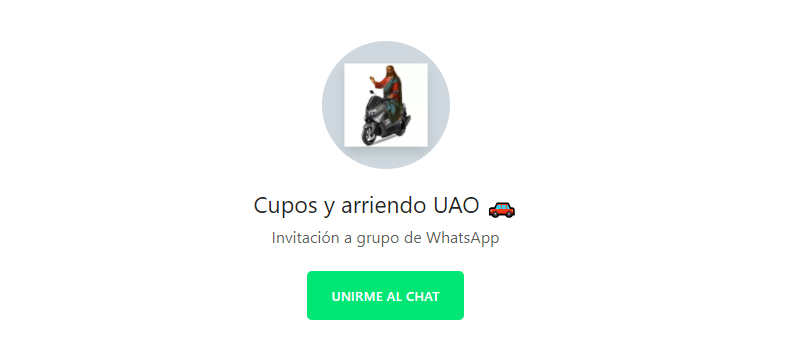 Cupos y arriendo UAO 🚗
Invitación a grupo de WhatsApp
UNIRME AL CHAT